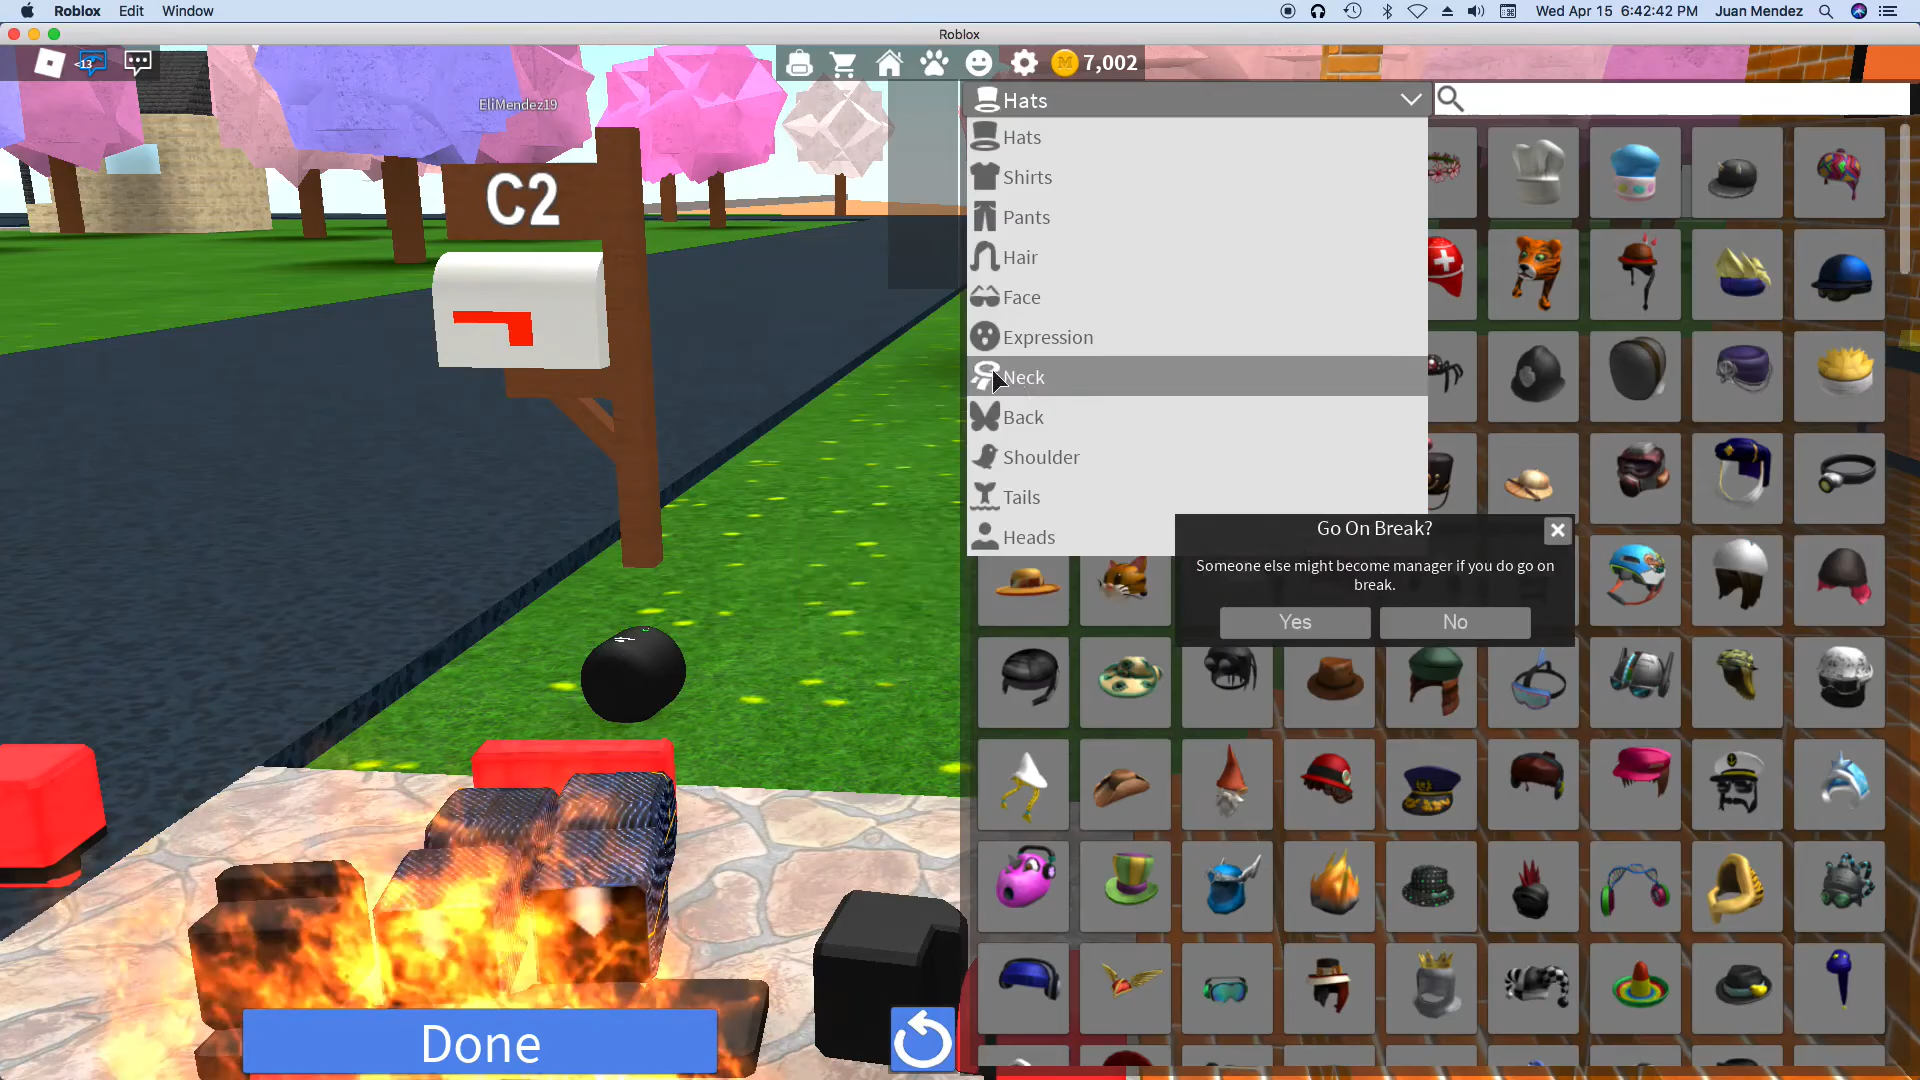 Roblox Edit Window Wed Apr 15 6:42:42 PM Juan Mendez
Roblox
<13
7,002
EliMendez19
Hats
C2
Hats
Shirts
Pants
Hair
Face
Expression
Neck
Back
Shoulder
Tails
Heads
Go On Break?
Someone else might become manager if you do go on
break.
Yes No
Done